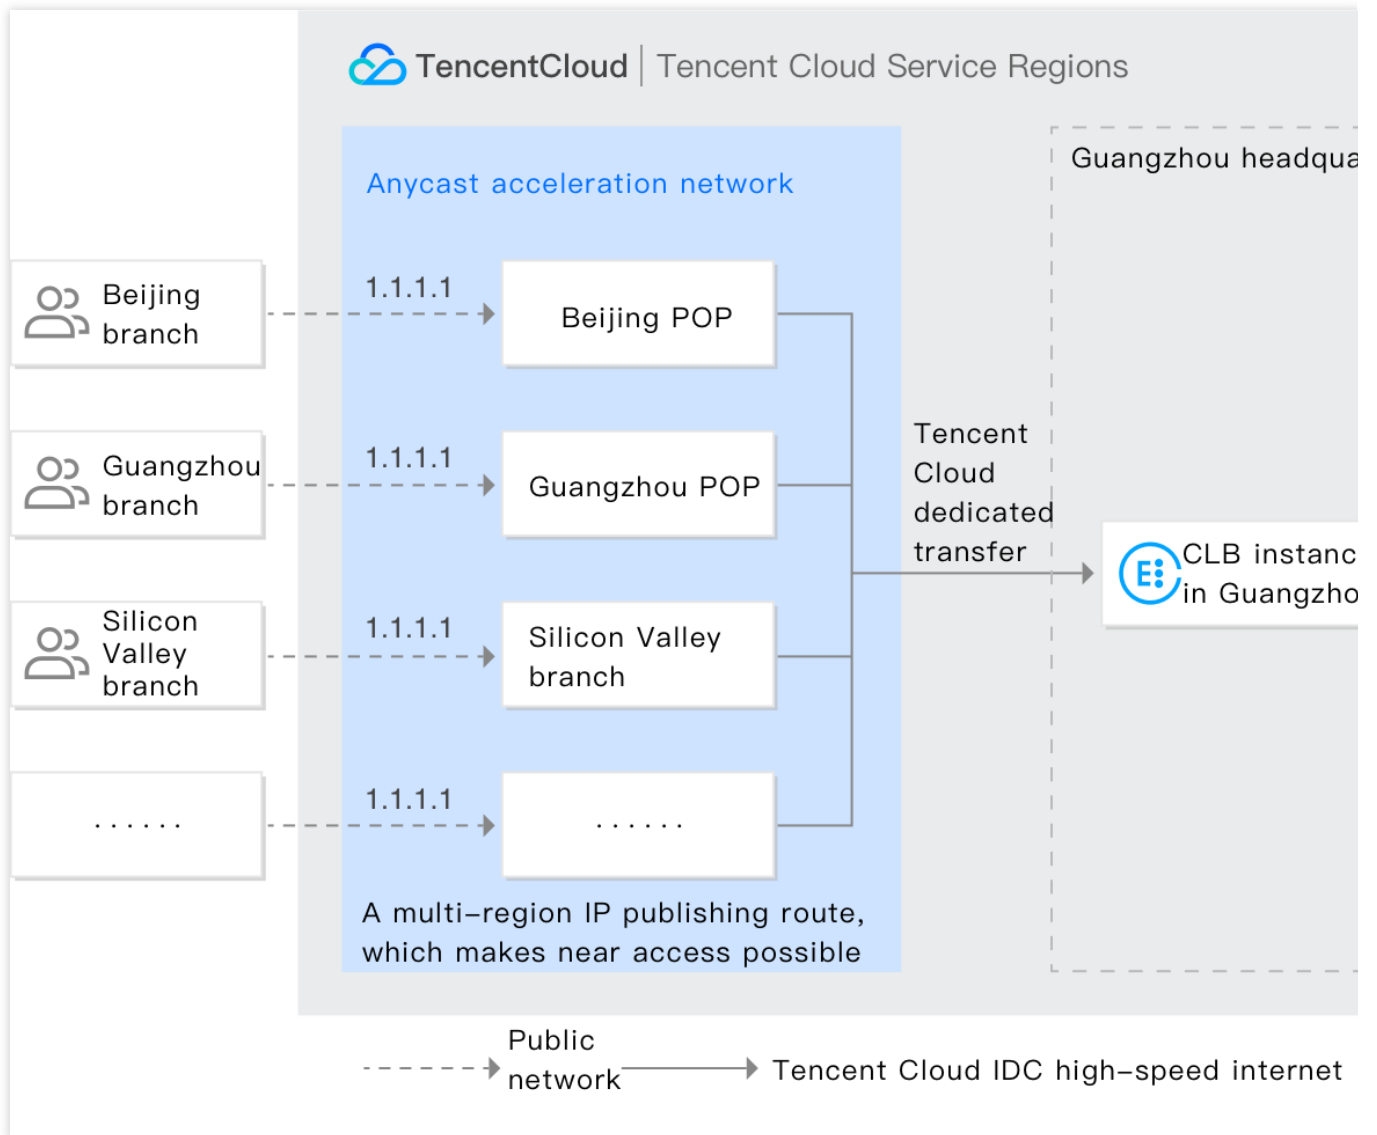 TencentCloud | Tencent Cloud Service Regions
Anycast acceleration network
Guangzhou headqua
Beijing
branch
1.1.1.1
Beijing POP
Guangzhou
branch
1.1.1.1
Guangzhou POP
Tencent
Cloud
dedicated
transfer
CLB instanc
in Guangzho
Silicon
Valley
branch
1.1.1.1
Silicon Valley
branch
......
1.1.1.1
......
A multi-region IP publishing route,
which makes near access possible
Public
network
Tencent Cloud IDC high-speed internet